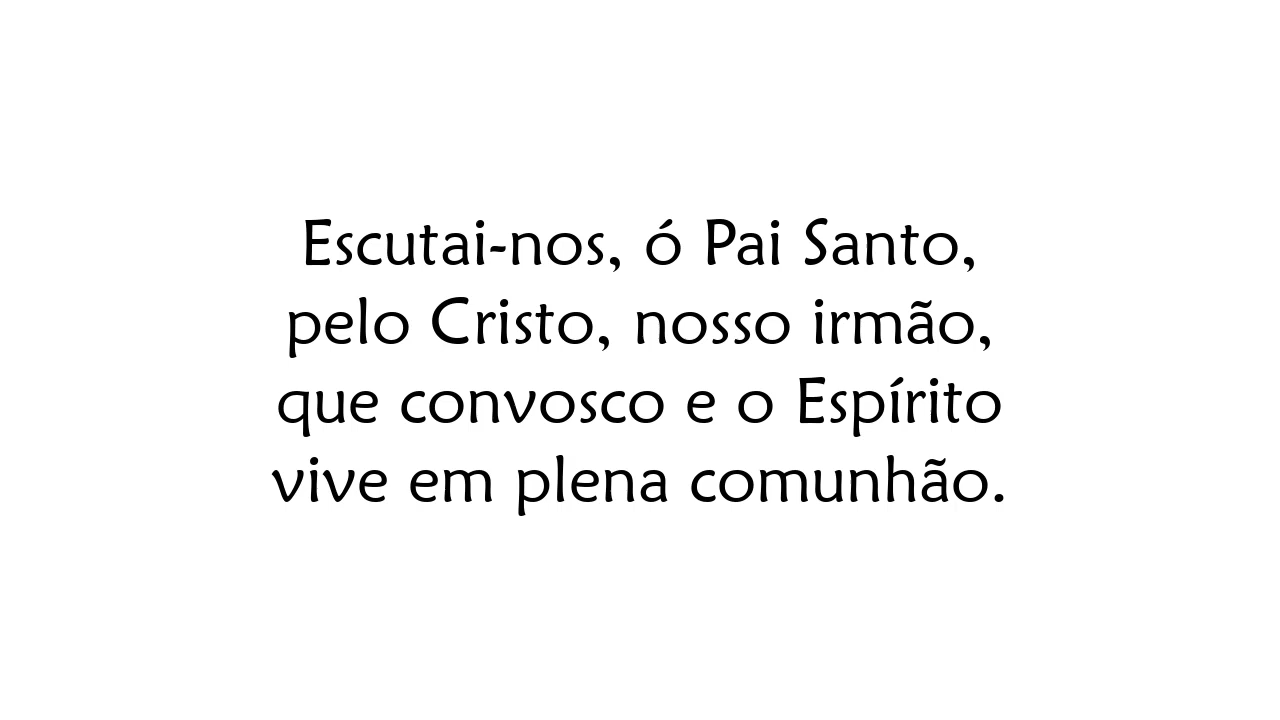 Escutai-nos, ó Pai Santo,
pelo Cristo, nosso irmão,
que convosco e o Espírito
vive em plena comunhão.